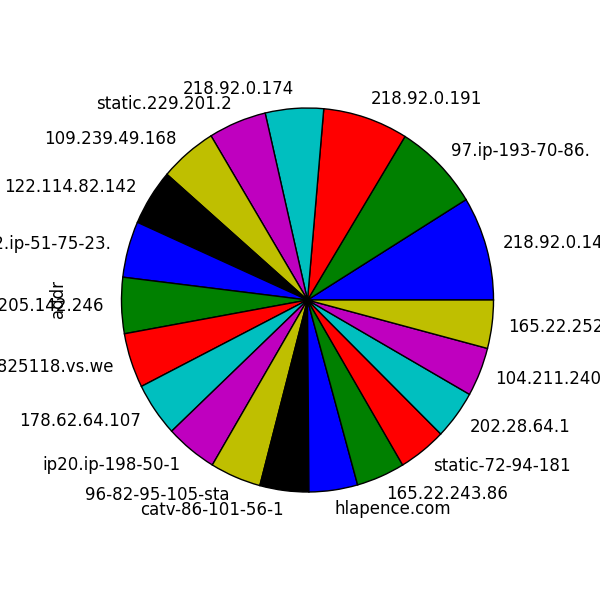 218.92.0.174
static.229.201.2
218.92.0.191
109.239.49.168
97.ip-193-70-86.
122.114.82.142
2.ip-51-75-23.
218.92.0.14
addr
205.142.246
165.22.252
825118.vs.we
104.211.240
178.62.64.107
202.28.64.1
ip20.ip-198-50-1
static-72-94-181
96-82-95-105-sta
165.22.243.86
catv-86-101-56-1
hlapence.com